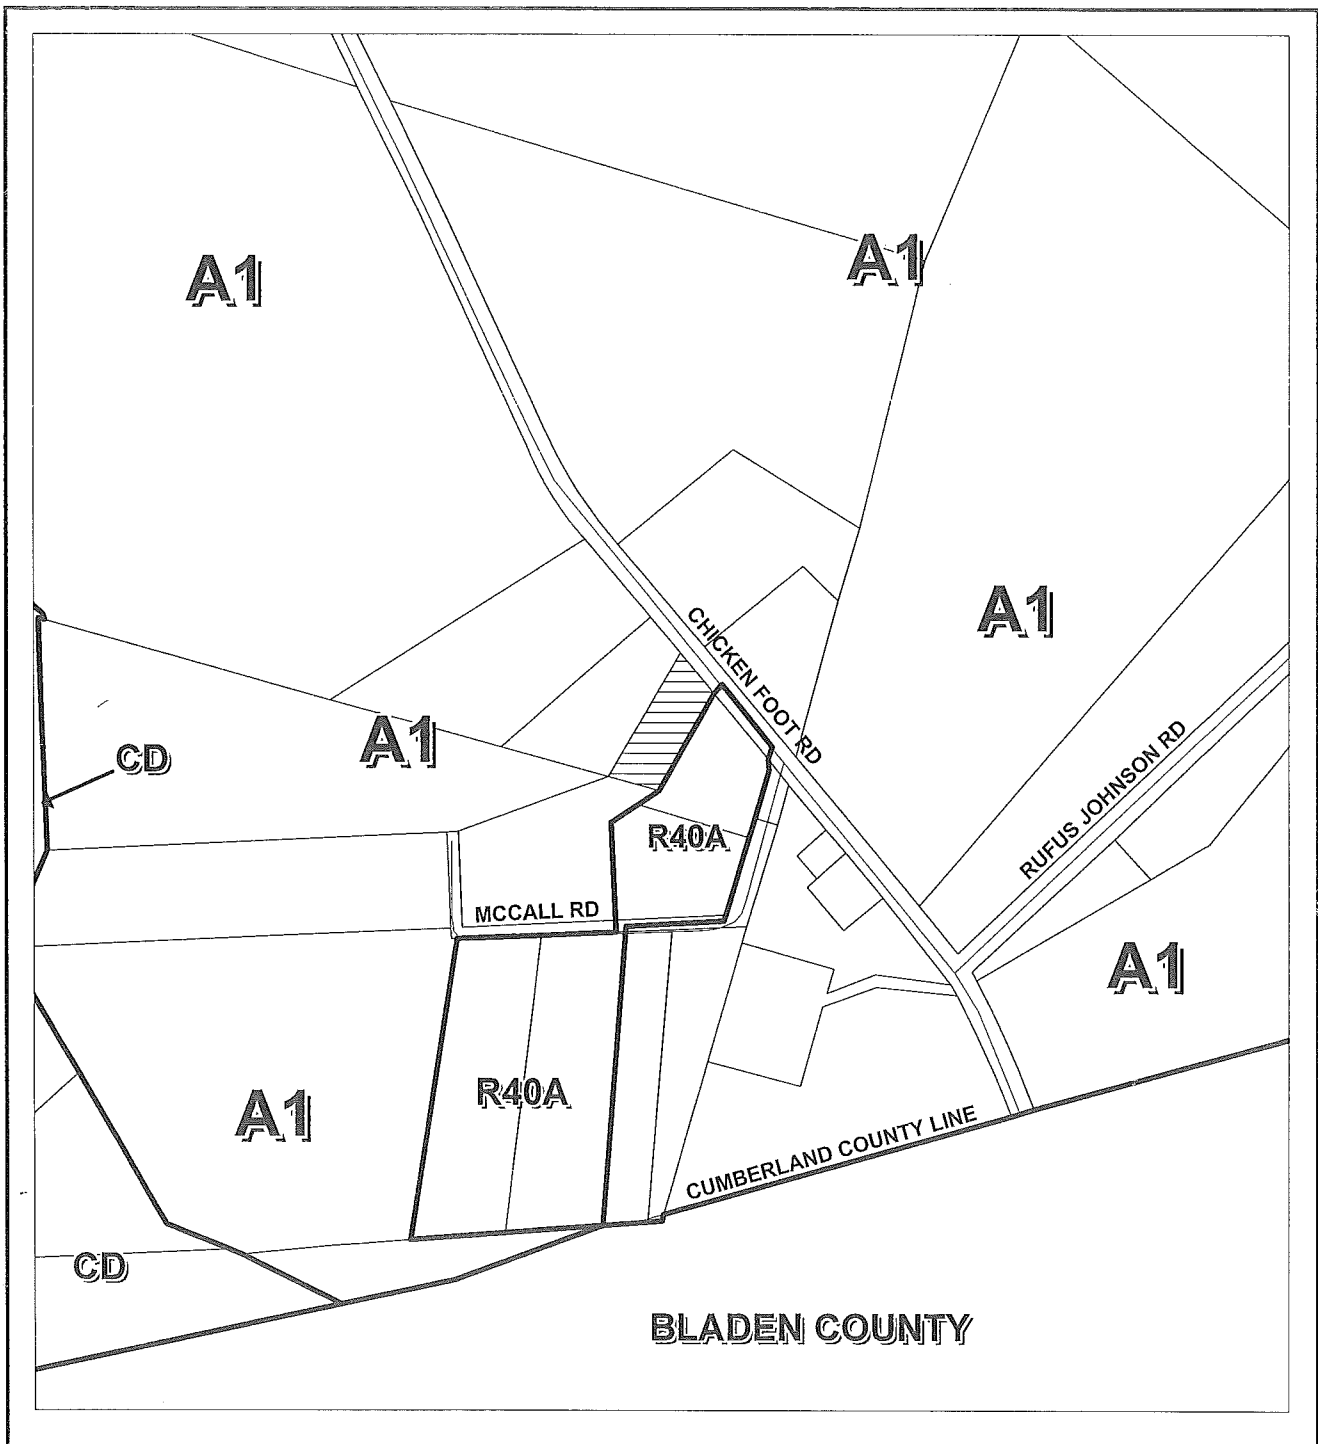 A1
A1
A1
CHICKEN FOOT RD
A1
CD
RUFUS JOHNSON RD
R40A
MCCALL RD
A1
R40A
A1
CUMBERLAND COUNTY LINE
CD
BLADEN COUNTY